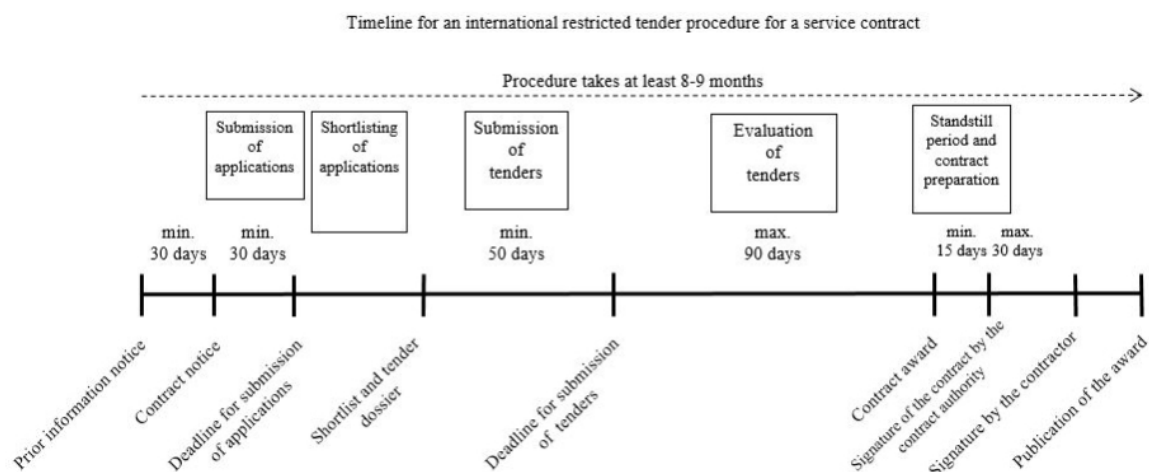 Timeline for an international restricted tender procedure for a service contract
Procedure takes at least 8-9 months
Submission
of
applications
Shortlisting
of
applications
Submission
of
tenders
Evaluation
of
tenders
Standstill
period and
contract
preparation
min.
30 days
min.
30 days
min.
50 days
max.
90 days
min.
15 days
max.
30 days
Prior information notice
Contract notice
Deadline for submission
of applications
Shortlist and tender
dossier
Deadline for submission
of tenders
Contract award
Signature of the contract by the
contract authority
Signature by the contractor
Publication of the award